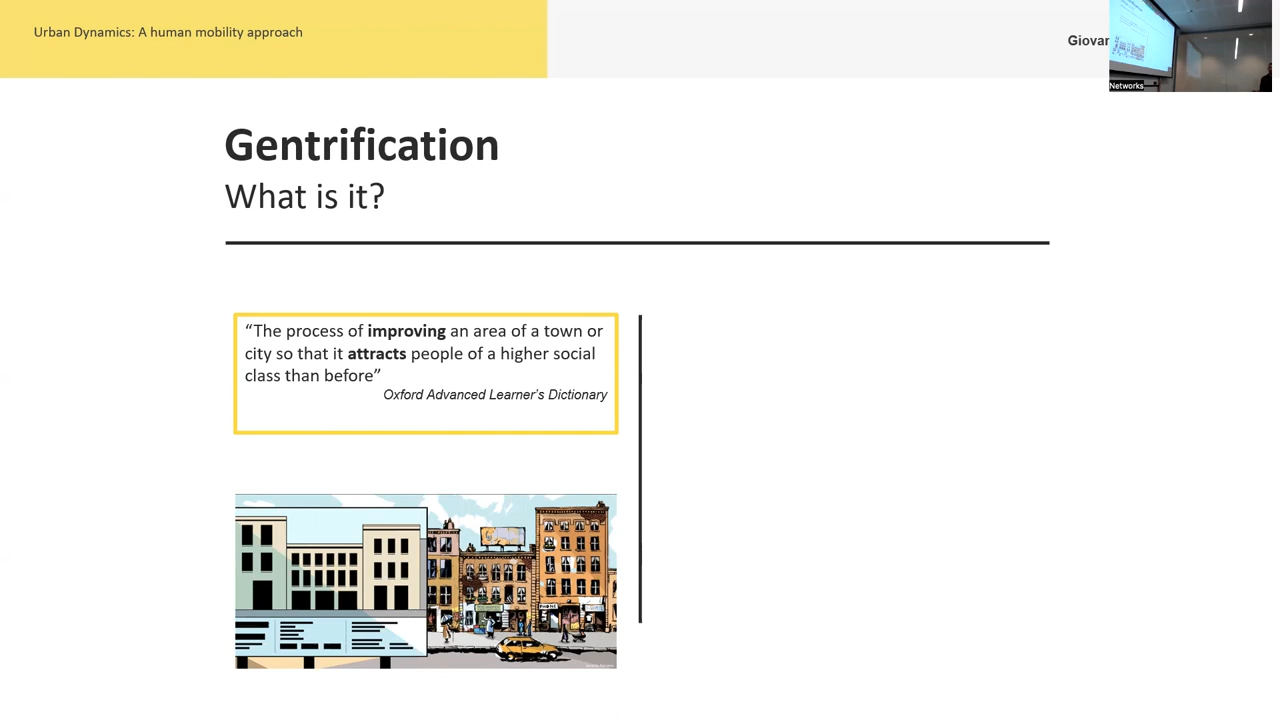 Urban Dynamics: A human mobility approach
Giovan
Networks
Gentrification
What is it?
“The process of improving an area of a town or
city so that it attracts people of a higher social
class than before”
Oxford Advanced Learner’s Dictionary
PHONE